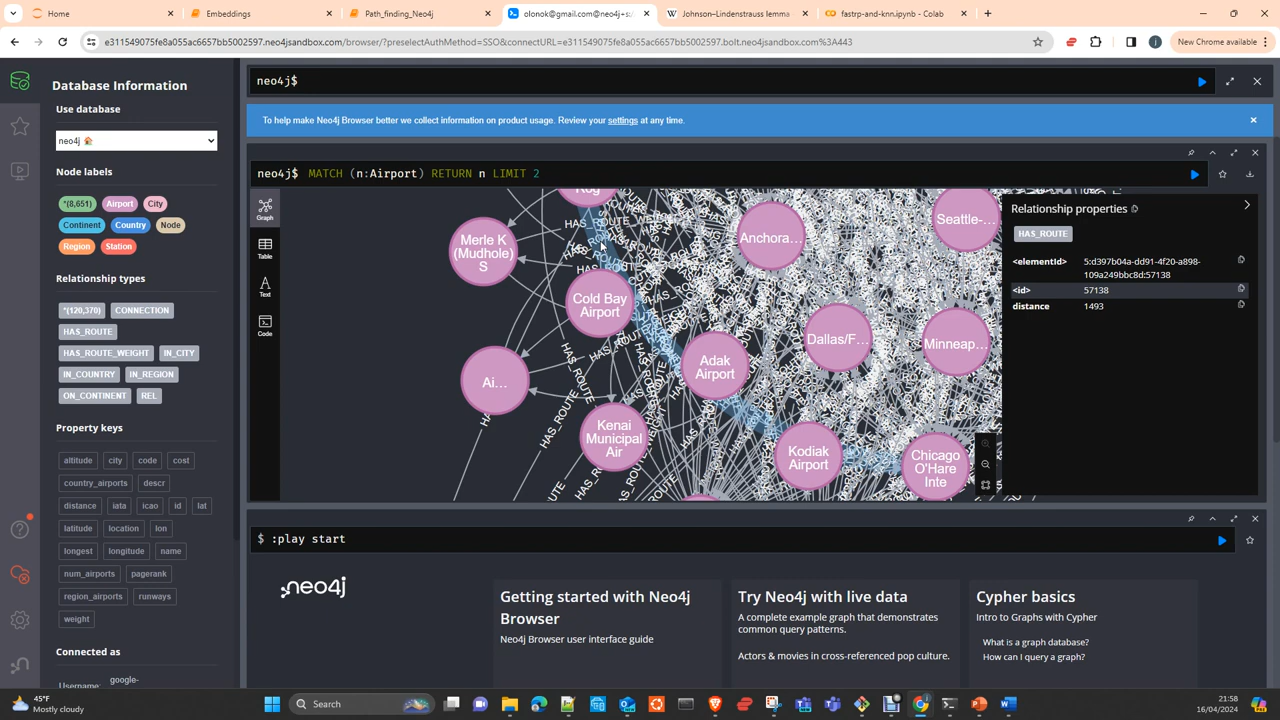 Home
Embeddings
Path_finding_Neo4j
olonok@gmail.com@neo4j+s:
Johnson–Lindenstrauss lemma
fastrp-and-knn.ipynb - Colab
e311549075fe8a055ac6657bb5002597.neo4jsandbox.com/browser/?preselectAuthMethod=SSO&connectURL=e311549075fe8a055ac6657bb5002597.bolt.neo4jsandbox.com%3A443
New Chrome available
Database Information
Use database
neo4j
Node labels
*(8,651)
Airport
City
Continent
Country
Node
Region
Station
Relationship types
*(120,370)
CONNECTION
HAS_ROUTE
HAS_ROUTE_WEIGHT
IN_CITY
IN_COUNTRY
IN_REGION
ON_CONTINENT
REL
Property keys
altitude
city
code
cost
country_airports
descr
distance
iata
icao
id
lat
latitude
location
lon
longest
longitude
name
num_airports
pagerank
region_airports
runways
weight
Connected as
Username:
google-
neo4j$
To help make Neo4j Browser better we collect information on product usage. Review your settings at any time.
neo4j$ MATCH (n:Airport) RETURN n LIMIT 2
Graph
Table
Text
Code
Merle K
(Mudhole)
S
Cold Bay
Airport
Ai...
Kenai
Municipal
Air
Adak
Airport
Anchora...
Dallas/F...
Seattle-...
Minneap...
Kodiak
Airport
Chicago
O'Hare
Inte
HAS_ROUTE
HAS_ROUTE
HAS_ROUTE
Relationship properties
HAS_ROUTE
<elementId>
5:d397b04a-dd91-4f20-a898-
109a249bbc8d:57138
<id>
57138
distance
1493
$ :play start
neo4j
Getting started with Neo4j
Browser
Neo4j Browser user interface guide
Try Neo4j with live data
A complete example graph that demonstrates
common query patterns.
Actors & movies in cross-referenced pop culture.
Cypher basics
Intro to Graphs with Cypher
What is a graph database?
How can I query a graph?
45°F
Mostly cloudy
Search
21:58
16/04/2024